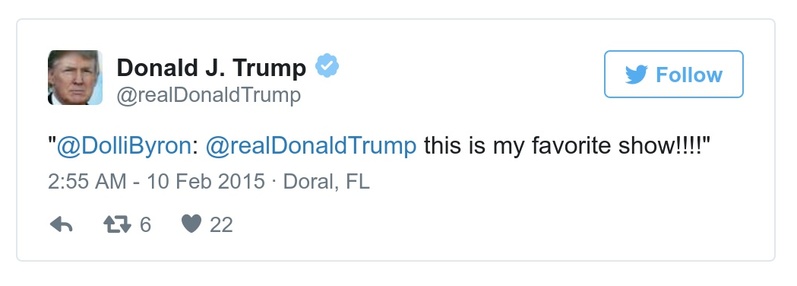 Donald J. Trump
@realDonaldTrump
Follow
"@DolliByron: @realDonaldTrump this is my favorite show!!!!"
2:55 AM - 10 Feb 2015 · Doral, FL
6 22